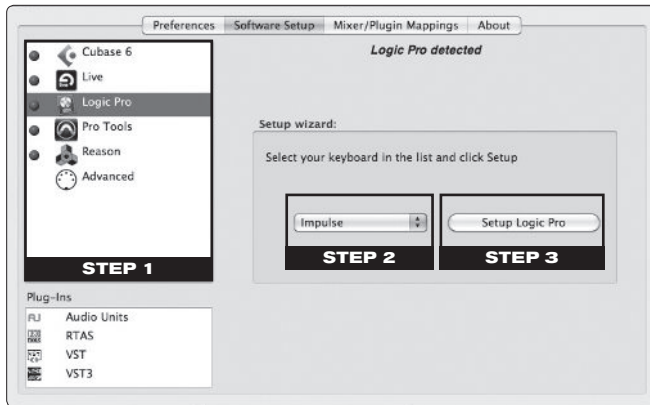 Preferences Software Setup Mixer/Plugin Mappings About
Cubase 6
Live
Logic Pro
Pro Tools
Reason
Advanced
STEP 1
Logic Pro detected
Setup wizard:
Select your keyboard in the list and click Setup
Impulse
STEP 2
Setup Logic Pro
STEP 3
Plug-Ins
Audio Units
RTAS
VST
VST3